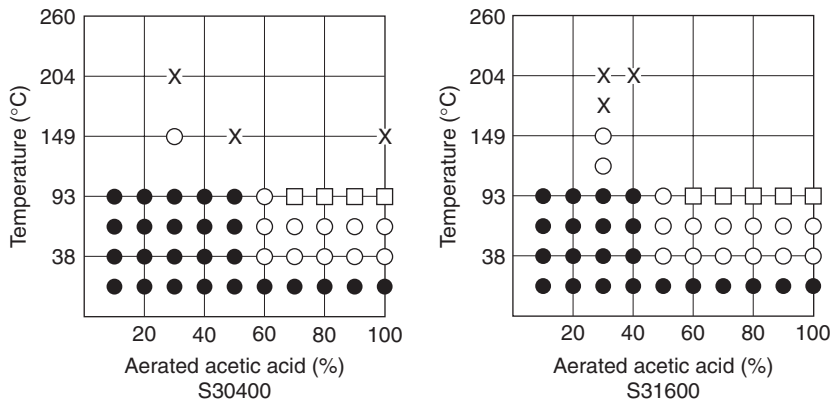 260
204
149
93
38
Temperature (°C)
X
X
X
20 40 60 80 100
Aerated acetic acid (%)
S30400
260
204
149
93
38
Temperature (°C)
X X
X
20 40 60 80 100
Aerated acetic acid (%)
S31600